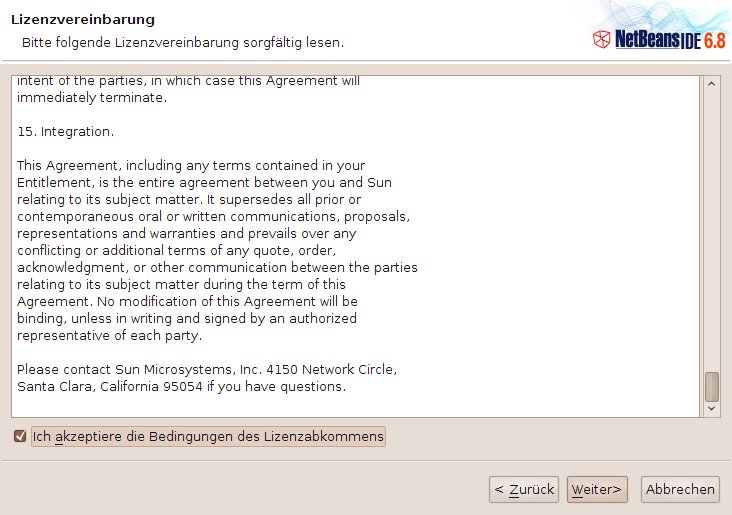 Lizenzvereinbarung
Bitte folgende Lizenzvereinbarung sorgfältig lesen.
NetBeans IDE 6.8
intent of the parties, in which case this Agreement will
immediately terminate.
15. Integration.
This Agreement, including any terms contained in your
Entitlement, is the entire agreement between you and Sun
relating to its subject matter. It supersedes all prior or
contemporaneous oral or written communications, proposals,
representations and warranties and prevails over any
conflicting or additional terms of any quote, order,
acknowledgment, or other communication between the parties
relating to its subject matter during the term of this
Agreement. No modification of this Agreement will be
binding, unless in writing and signed by an authorized
representative of each party.
Please contact Sun Microsystems, Inc. 4150 Network Circle,
Santa Clara, California 95054 if you have questions.
Ich akzeptiere die Bedingungen des Lizenzabkommens
< Zurück
Weiter>
Abbrechen